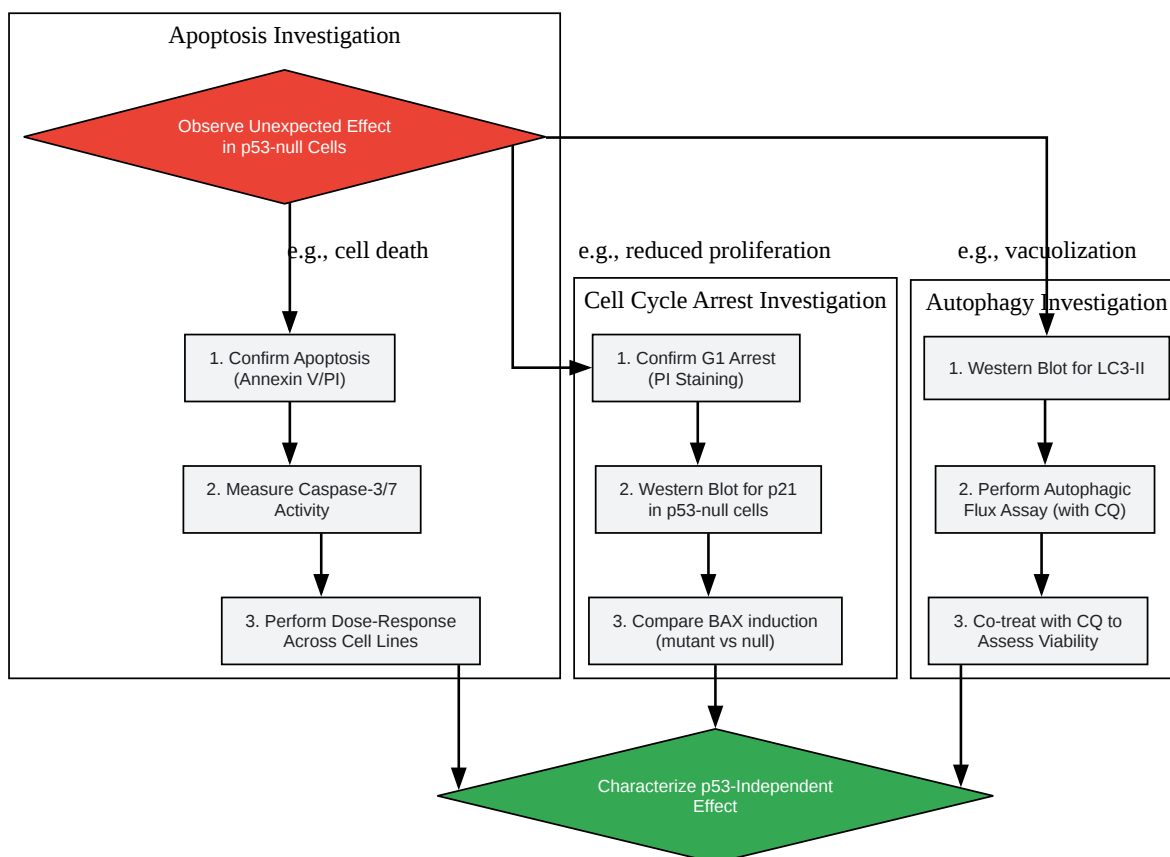 Apoptosis Investigation
Observe Unexpected Effect
in p53-null Cells
e.g., cell death
e.g., reduced proliferation
e.g., vacuolization
Cell Cycle Arrest Investigation
Autophagy Investigation
1. Confirm Apoptosis
(Annexin V/PI)
1. Confirm G1 Arrest
(PI Staining)
1. Western Blot for LC3-II
2. Measure Caspase-3/7
Activity
2. Western Blot for p21
in p53-null cells
2. Perform Autophagic
Flux Assay (with CQ)
3. Perform Dose-Response
Across Cell Lines
3. Compare BAX induction
(mutant vs null)
3. Co-treat with CQ to
Assess Viability
Characterize p53-Independent
Effect